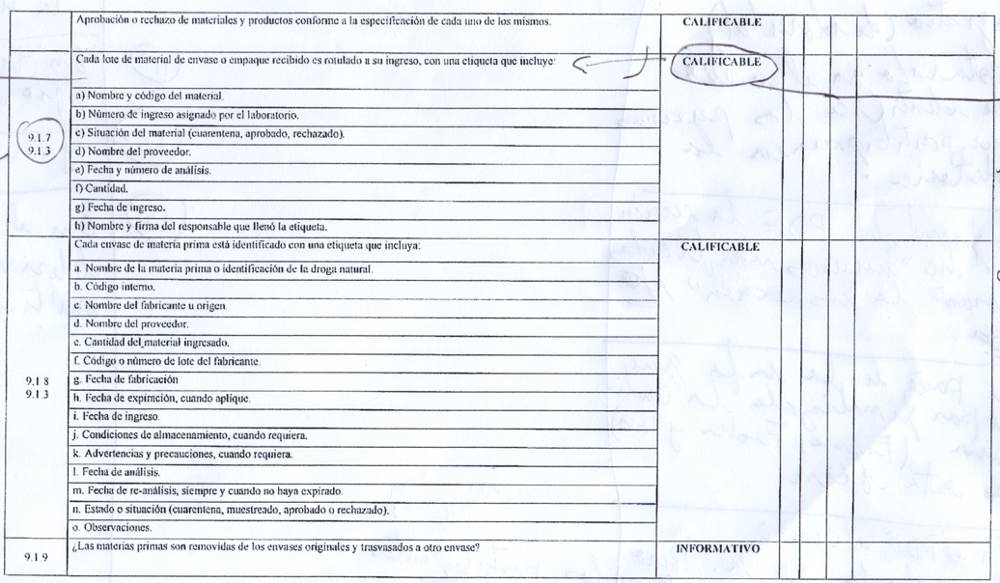 Aprobación o rechazo de materiales y productos conforme a la especificación de cada uno de los mismos. CALIFICABLE
Cada lote de material de envase o empaque recibido es rotulado a su ingreso, con una etiqueta que incluye: CALIFICABLE
a) Nombre y código del material.
b) Número de ingreso asignado por el laboratorio.
9.1.7
9.1.3
c) Situación del material (cuarentena, aprobado, rechazado).
d) Nombre del proveedor.
e) Fecha y número de análisis.
f) Cantidad.
g) Fecha de ingreso.
h) Nombre y firma del responsable que llenó la etiqueta.
Cada envase de materia prima está identificado con una etiqueta que incluya: CALIFICABLE
a. Nombre de la materia prima o identificación de la droga natural.
b. Código interno.
c. Nombre del fabricante u origen.
d. Nombre del proveedor.
e. Cantidad del material ingresado.
f. Código o número de lote del fabricante.
9.1.8
9.1.3
g. Fecha de fabricación
h. Fecha de expiración, cuando aplique.
i. Fecha de ingreso.
j. Condiciones de almacenamiento, cuando requiera.
k. Advertencias y precauciones, cuando requiera.
l. Fecha de análisis.
m. Fecha de re-análisis, siempre y cuando no haya expirado.
n. Estado o situación (cuarentena, muestreado, aprobado o rechazado).
o. Observaciones.
9.1.9 ¿Las materias primas son removidas de los envases originales y trasvasados a otro envase? INFORMATIVO